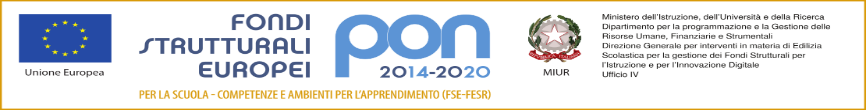 Unione Europea
FONDI
STRUTTURALI
EUROPEI
pon
2014-2020
PER LA SCUOLA - COMPETENZE E AMBIENTI PER L'APPRENDIMENTO (FSE-FESR)
MIUR
Ministero dell'Istruzione, dell'Università e della Ricerca
Dipartimento per la programmazione e la Gestione delle
Risorse Umane, Finanziarie e Strumentali
Direzione Generale per interventi in materia di Edilizia
Scolastica per la gestione dei Fondi Strutturali per
l'Istruzione e per l'Innovazione Digitale
Ufficio IV